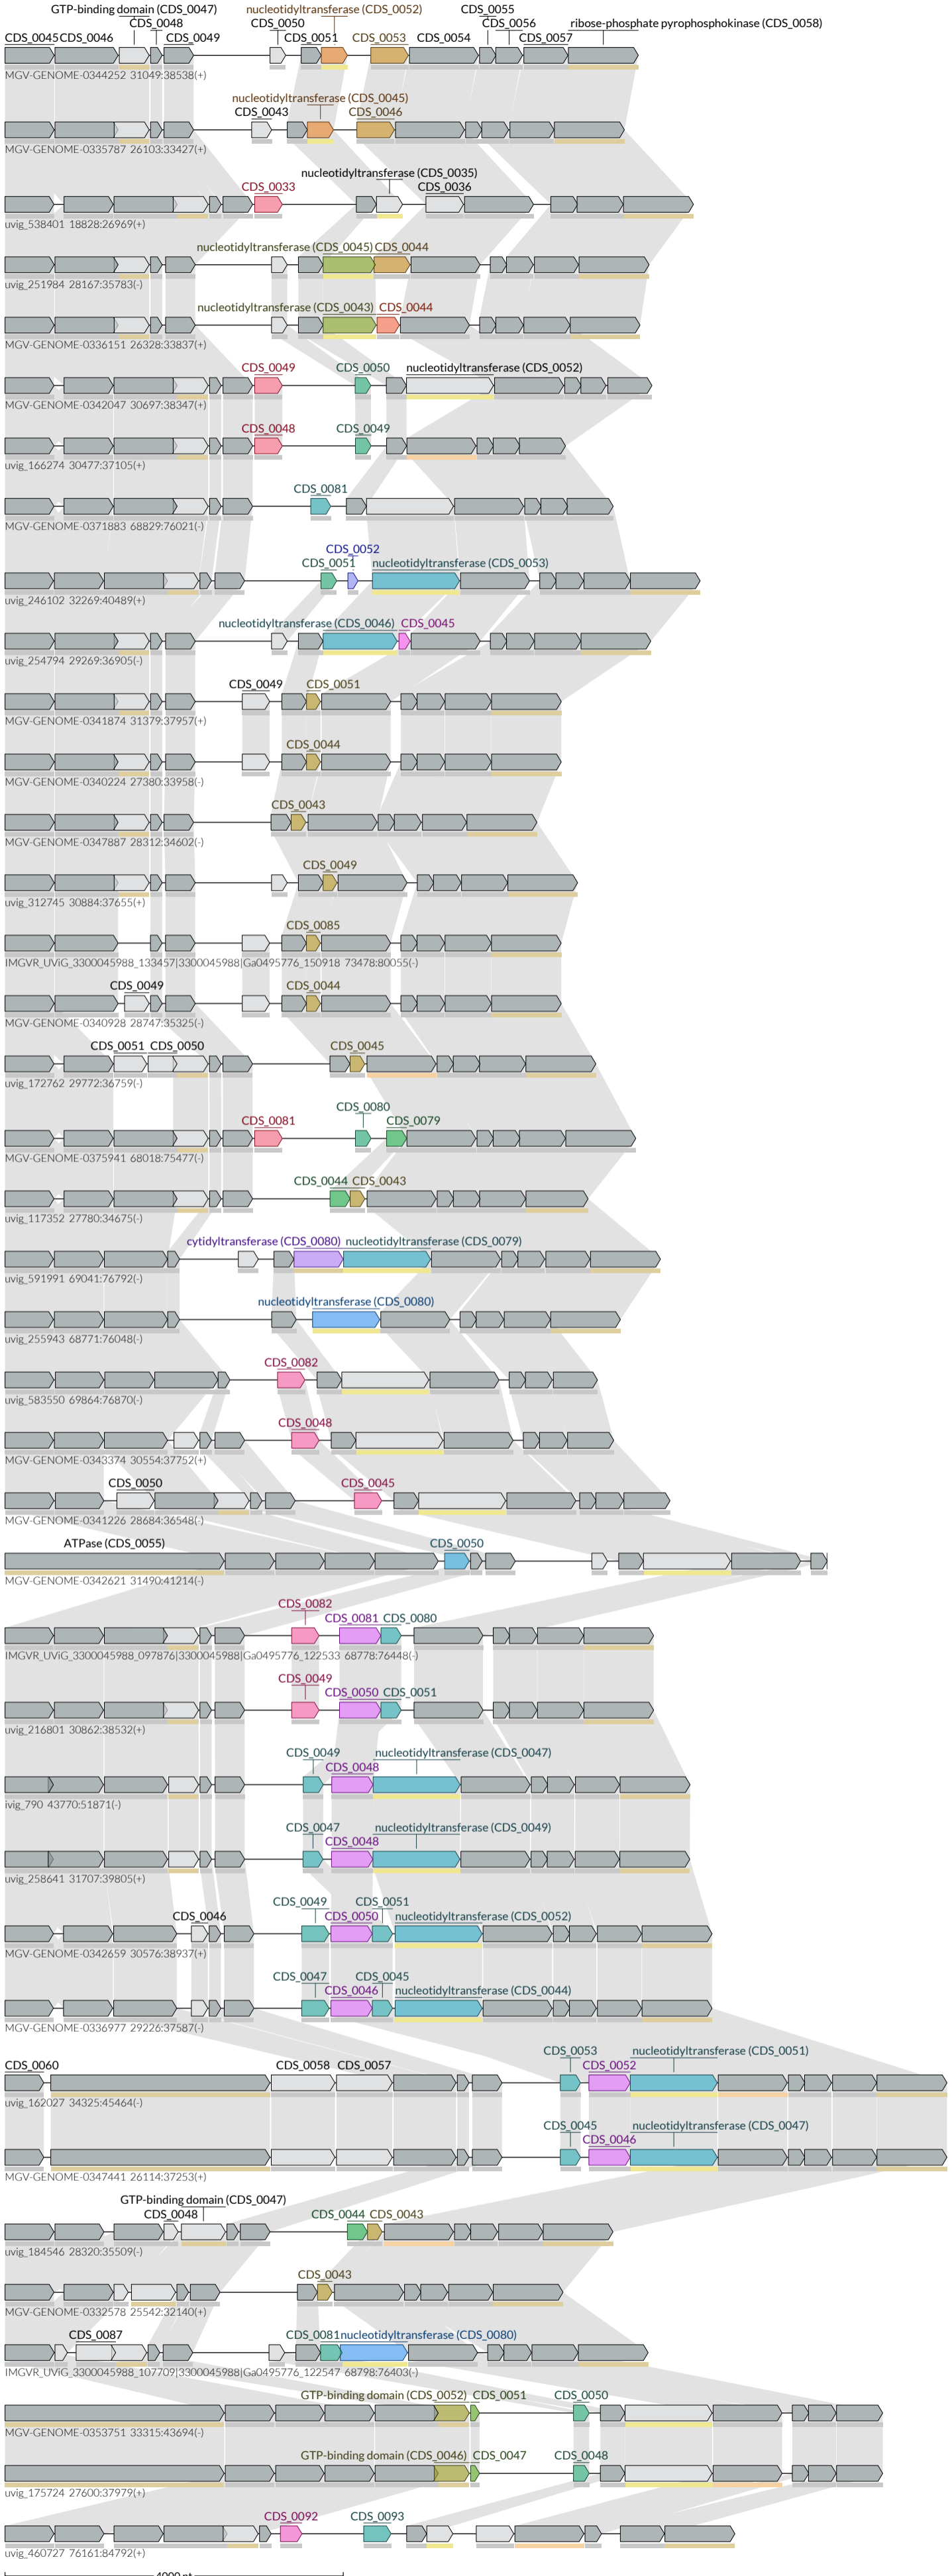 GTP-binding domain (CDS_0047) nucleotidyltransferase (CDS_0052) CDS_0055
CDS_0048 CDS_0050 CDS_0056 ribose-phosphate pyrophosphokinase (CDS_0058)
CDS_0045 CDS_0046 CDS_0049 CDS_0051 CDS_0053 CDS_0054 CDS_0057
MGV-GENOME-0344252 31049:38538(+)
nucleotidyltransferase (CDS_0045)
CDS_0043 CDS_0046
MGV-GENOME-0335787 26103:33427(+)
nucleotidyltransferase (CDS_0035)
CDS_0033 CDS_0036
uvig_538401 18828:26969(+)
nucleotidyltransferase (CDS_0045) CDS_0044
uvig_251984 28167:35783(-)
nucleotidyltransferase (CDS_0043) CDS_0044
MGV-GENOME-0336151 26328:33837(+)
CDS_0049 CDS_0050 nucleotidyltransferase (CDS_0052)
MGV-GENOME-0342047 30697:38347(+)
CDS_0048 CDS_0049
uvig_166274 30477:37105(+)
CDS_0081
MGV-GENOME-0371883 68829:76021(-)
CDS_0052
CDS_0051 nucleotidyltransferase (CDS_0053)
uvig_246102 32269:40489(+)
nucleotidyltransferase (CDS_0046) CDS_0045
uvig_254794 29269:36905(-)
CDS_0049 CDS_0051
MGV-GENOME-0341874 31379:37957(+)
CDS_0044
MGV-GENOME-0340224 27380:33958(-)
CDS_0043
MGV-GENOME-0347887 28312:34602(-)
CDS_0049
uvig_312745 30884:37655(+)
CDS_0085
IMGVR_UViG_3300045988_133457|3300045988|Ga0495776_150918 73478:80055(-)
CDS_0049 CDS_0044
MGV-GENOME-0340928 28747:35325(-)
CDS_0051 CDS_0050 CDS_0045
uvig_172762 29772:36759(-)
CDS_0080
CDS_0081 CDS_0079
MGV-GENOME-0375941 68018:75477(-)
CDS_0044 CDS_0043
uvig_117352 27780:34675(-)
cytidyltransferase (CDS_0080) nucleotidyltransferase (CDS_0079)
uvig_591991 69041:76792(-)
nucleotidyltransferase (CDS_0080)
uvig_255943 68771:76048(-)
CDS_0082
uvig_583550 69864:76870(-)
CDS_0048
MGV-GENOME-0343374 30554:37752(+)
CDS_0050 CDS_0045
MGV-GENOME-0341226 28684:36548(-)
ATPase (CDS_0055) CDS_0050
MGV-GENOME-0342621 31490:41214(-)
CDS_0082
CDS_0081 CDS_0080
IMGVR_UViG_3300045988_097876|3300045988|Ga0495776_122533 68778:76448(-)
CDS_0049
CDS_0050 CDS_0051
uvig_216801 30862:38532(+)
CDS_0049 nucleotidyltransferase (CDS_0047)
CDS_0048
ivig_790 43770:51871(-)
CDS_0047 nucleotidyltransferase (CDS_0049)
CDS_0048
uvig_258641 31707:39805(+)
CDS_0049 CDS_0051
CDS_0046 CDS_0050 nucleotidyltransferase (CDS_0052)
MGV-GENOME-0342659 30576:38937(+)
CDS_0047 CDS_0045
CDS_0046 nucleotidyltransferase (CDS_0044)
MGV-GENOME-0336977 29226:37587(-)
CDS_0053 nucleotidyltransferase (CDS_0051)
CDS_0060 CDS_0058 CDS_0057 CDS_0052
uvig_162027 34325:45464(-)
CDS_0045 nucleotidyltransferase (CDS_0047)
CDS_0046
MGV-GENOME-0347441 26114:37253(+)
GTP-binding domain (CDS_0047)
CDS_0048 CDS_0044 CDS_0043
uvig_184546 28320:35509(-)
CDS_0043
MGV-GENOME-0332578 25542:32140(+)
CDS_0087 CDS_0081 nucleotidyltransferase (CDS_0080)
IMGVR_UViG_3300045988_107709|3300045988|Ga0495776_122547 68798:76403(-)
GTP-binding domain (CDS_0052) CDS_0051 CDS_0050
MGV-GENOME-0353751 33315:43694(-)
GTP-binding domain (CDS_0046) CDS_0047 CDS_0048
uvig_175724 27600:37979(+)
CDS_0092 CDS_0093
uvig_460727 76161:84792(+)
4000 nt